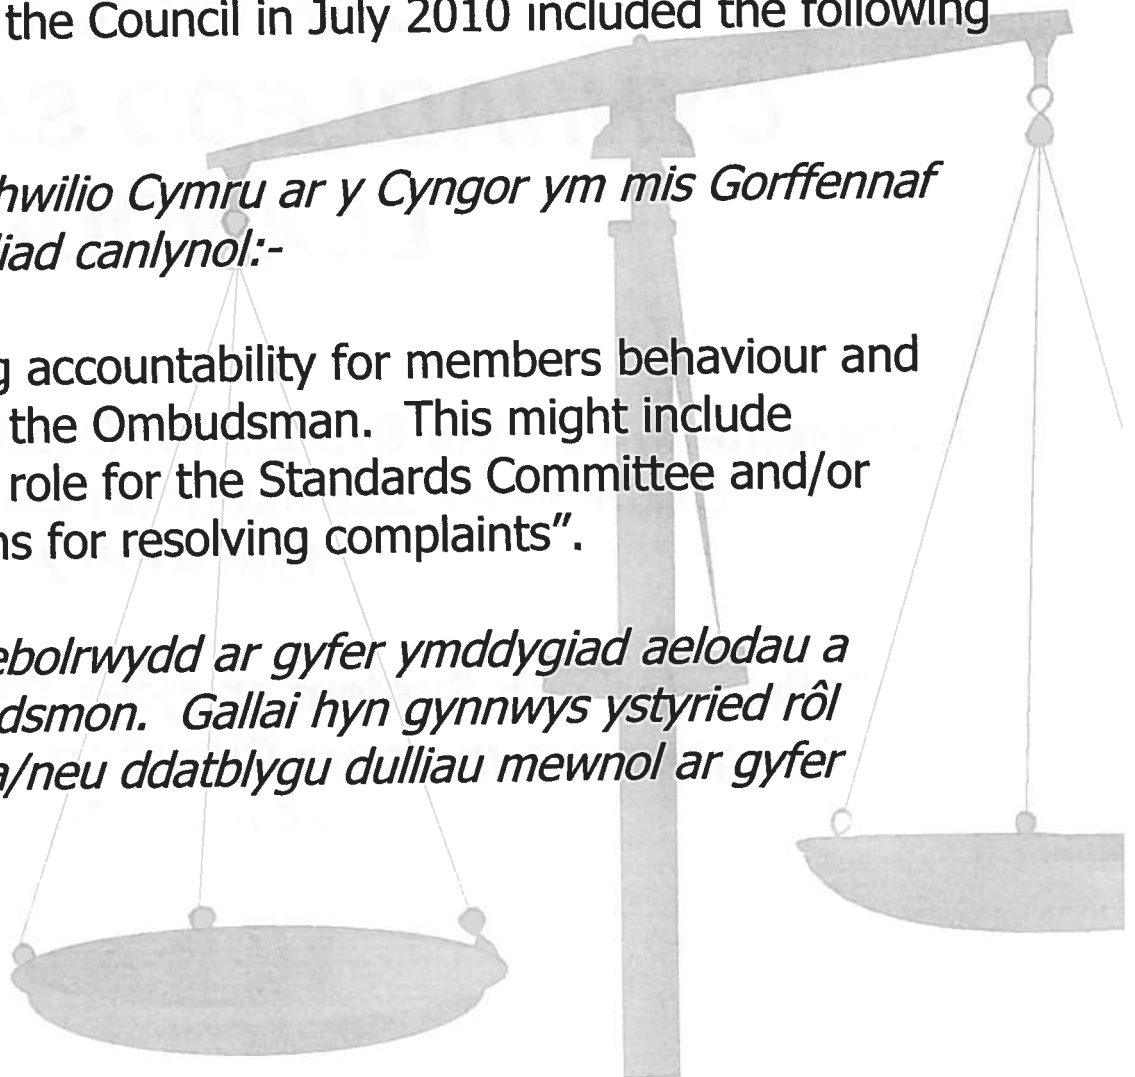 the Council in July 2010 included the following
hwilio Cymru ar y Cyngor ym mis Gorffennaf
iad canlynol:-
g accountability for members behaviour and
the Ombudsman. This might include
role for the Standards Committee and/or
ns for resolving complaints”.
ebolrwydd ar gyfer ymddygiad aelodau a
dsmon. Gallai hyn gynnwys ystyried rôl
a/neu ddatblygu dulliau mewnol ar gyfer